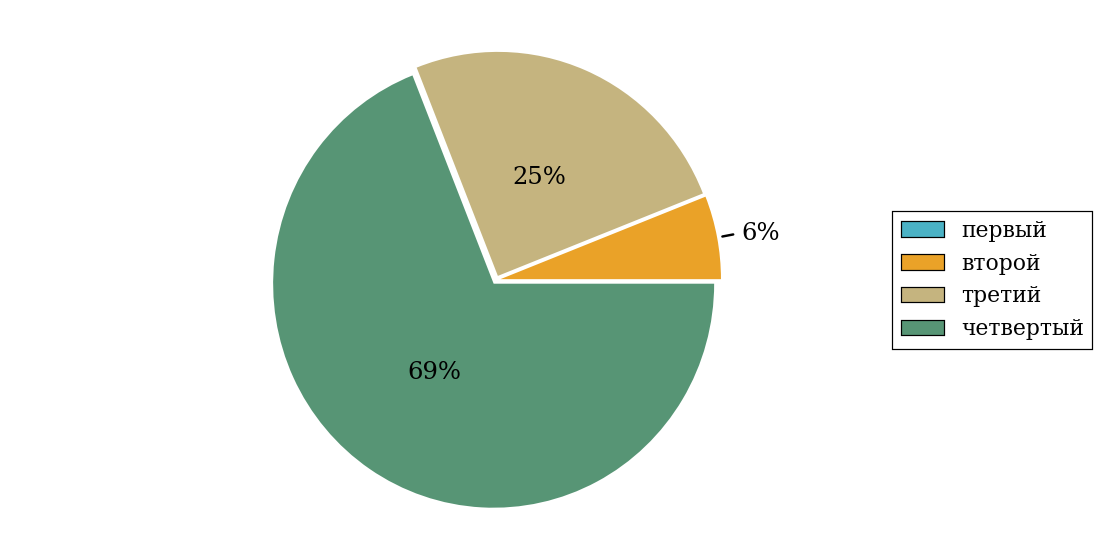 25%
6%
69%
первый
второй
третий
четвертый